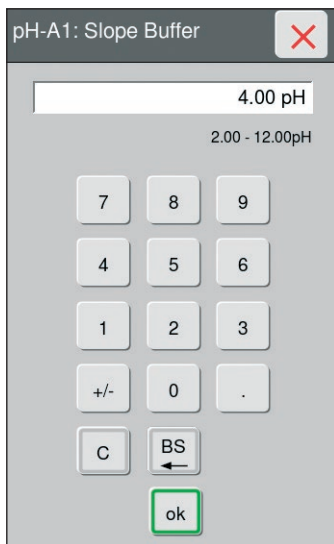 pH-A1: Slope Buffer
4.00 pH
2.00 - 12.00pH
7 8 9
4 5 6
1 2 3
+/- 0 .
C BS
ok